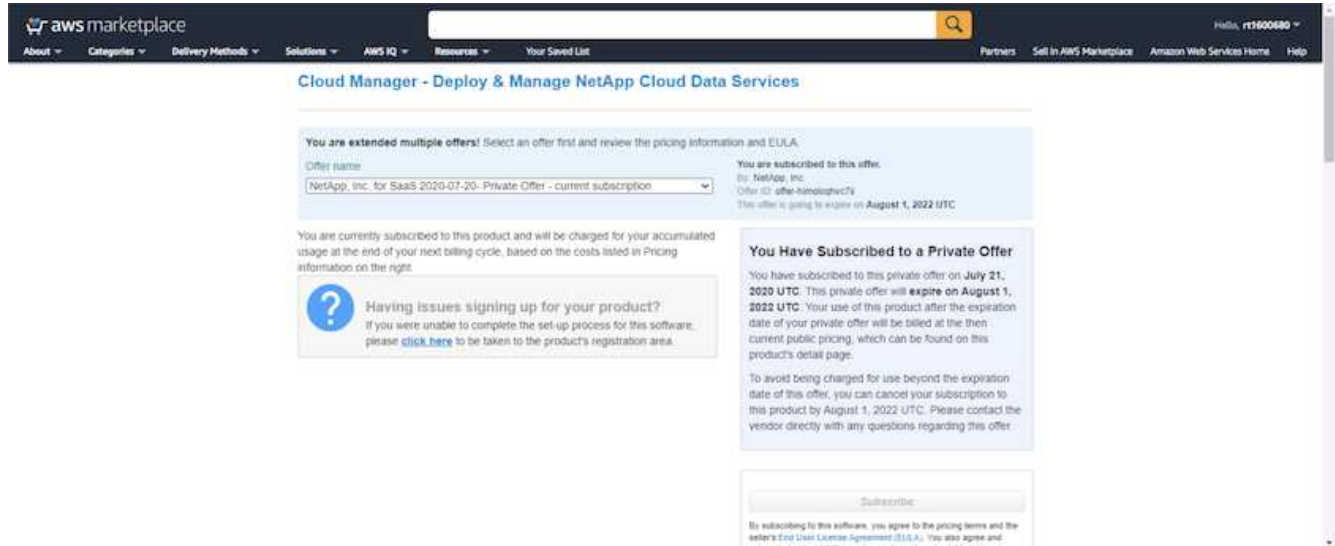 aws marketplace
Hello, rt1600680
About
Categories
Delivery Methods
Solutions
AWS IQ
Resources
Your Saved List
Partners
Sell in AWS Marketplace
Amazon Web Services Home
Help
Cloud Manager - Deploy & Manage NetApp Cloud Data Services
You are extended multiple offers! Select an offer first and review the pricing information and EULA.
Offer name
NetApp, Inc. for SaaS 2020-07-20- Private Offer - current subscription
You are subscribed to this offer.
By: NetApp, Inc.
Offer ID:
This offer is going to expire on August 1, 2022 UTC
You are currently subscribed to this product and will be charged for your accumulated
usage at the end of your next billing cycle, based on the costs listed in Pricing
information on the right.
Having issues signing up for your product?
If you were unable to complete the set-up process for this software,
please click here to be taken to the product's registration area.
You Have Subscribed to a Private Offer
You have subscribed to this private offer on July 21,
2020 UTC. This private offer will expire on August 1,
2022 UTC. Your use of this product after the expiration
date of your private offer will be billed at the then
current public pricing, which can be found on this
product's detail page.
To avoid being charged for use beyond the expiration
date of this offer, you can cancel your subscription to
this product by August 1, 2022 UTC. Please contact the
vendor directly with any questions regarding this offer
Subscribe
By subscribing to this software, you agree to the pricing terms and the
seller's End User License Agreement (EULA). You also agree and